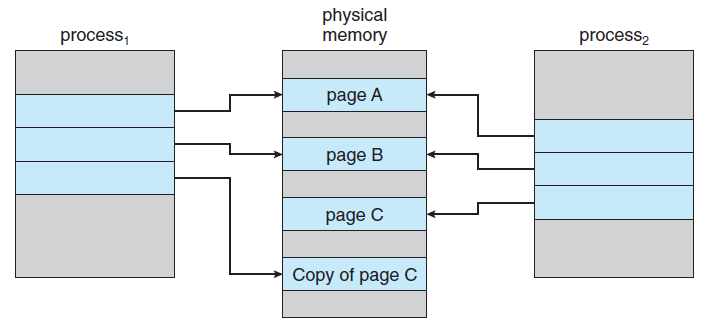 process₁
physical
memory
process₂
page A
page B
page C
Copy of page C